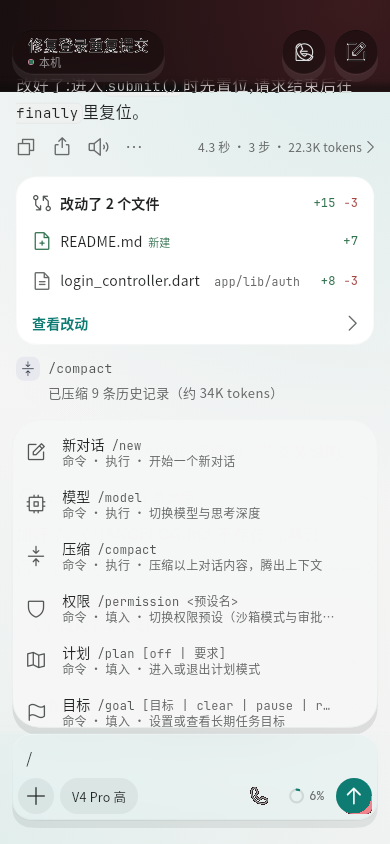 修复登录重复提交
本机
改好了:进入 submit() 时先置位,请求结束后在
finally 里复位。
4.3 秒 · 3 步 · 22.3K tokens
改动了 2 个文件 +15 -3
README.md 新建 +7
login_controller.dart app/lib/auth +8 -3
查看改动
/compact
已压缩 9 条历史记录（约 34K tokens）
新对话 /new
命令 · 执行 · 开始一个新对话
模型 /model
命令 · 执行 · 切换模型与思考深度
压缩 /compact
命令 · 执行 · 压缩以上对话内容，腾出上下文
权限 /permission <预设名>
命令 · 填入 · 切换权限预设（沙箱模式与审批…
计划 /plan [off | 要求]
命令 · 填入 · 进入或退出计划模式
目标 /goal [目标 | clear | pause | r…
命令 · 填入 · 设置或查看长期任务目标
/
V4 Pro 高
6%